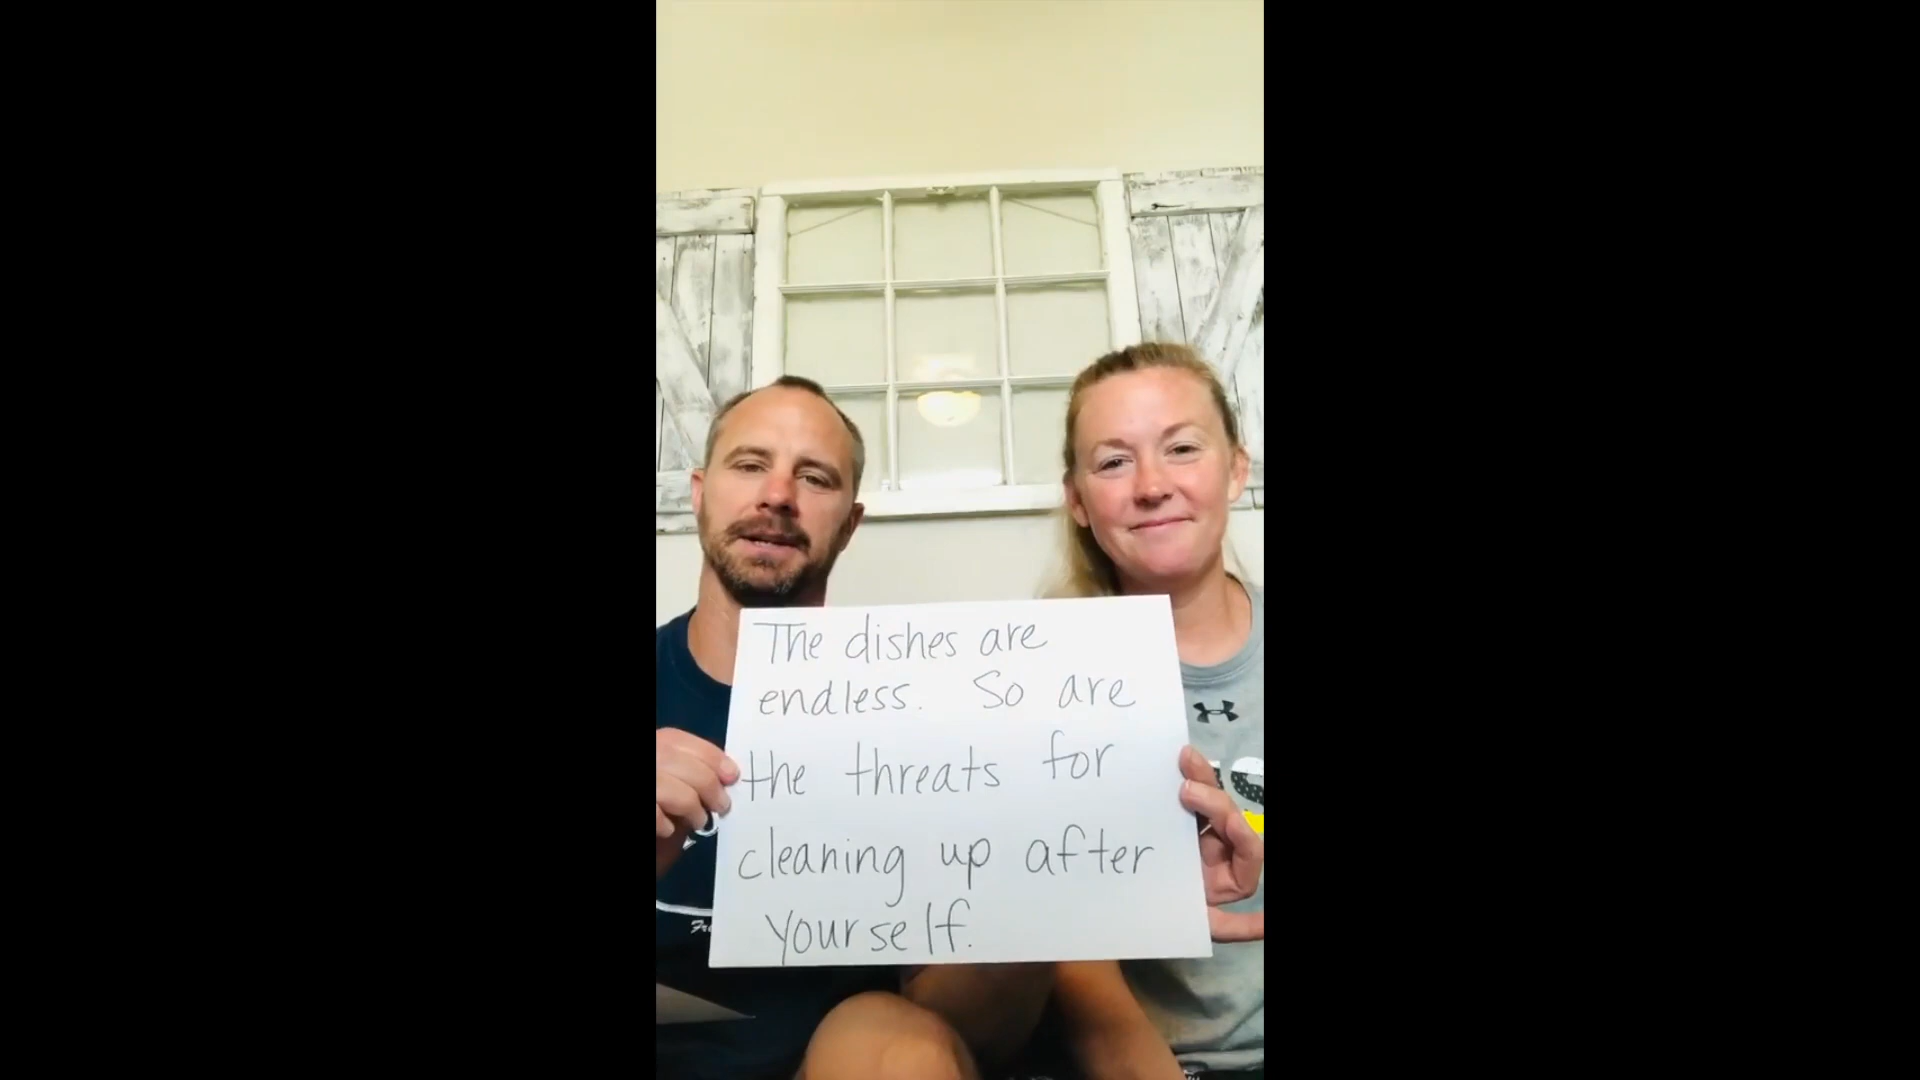 The dishes are
endless. So are
the threats for
cleaning up after
yourself.